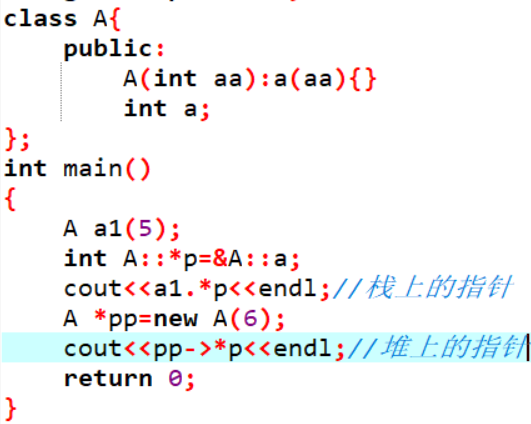 class A{
public:
A(int aa):a(aa){}
int a;
};
int main()
{
A a1(5);
int A::*p=&A::a;
cout<<a1.*p<<endl;//栈上的指针
A *pp=new A(6);
cout<<pp->*p<<endl;//堆上的指针
return 0;
}